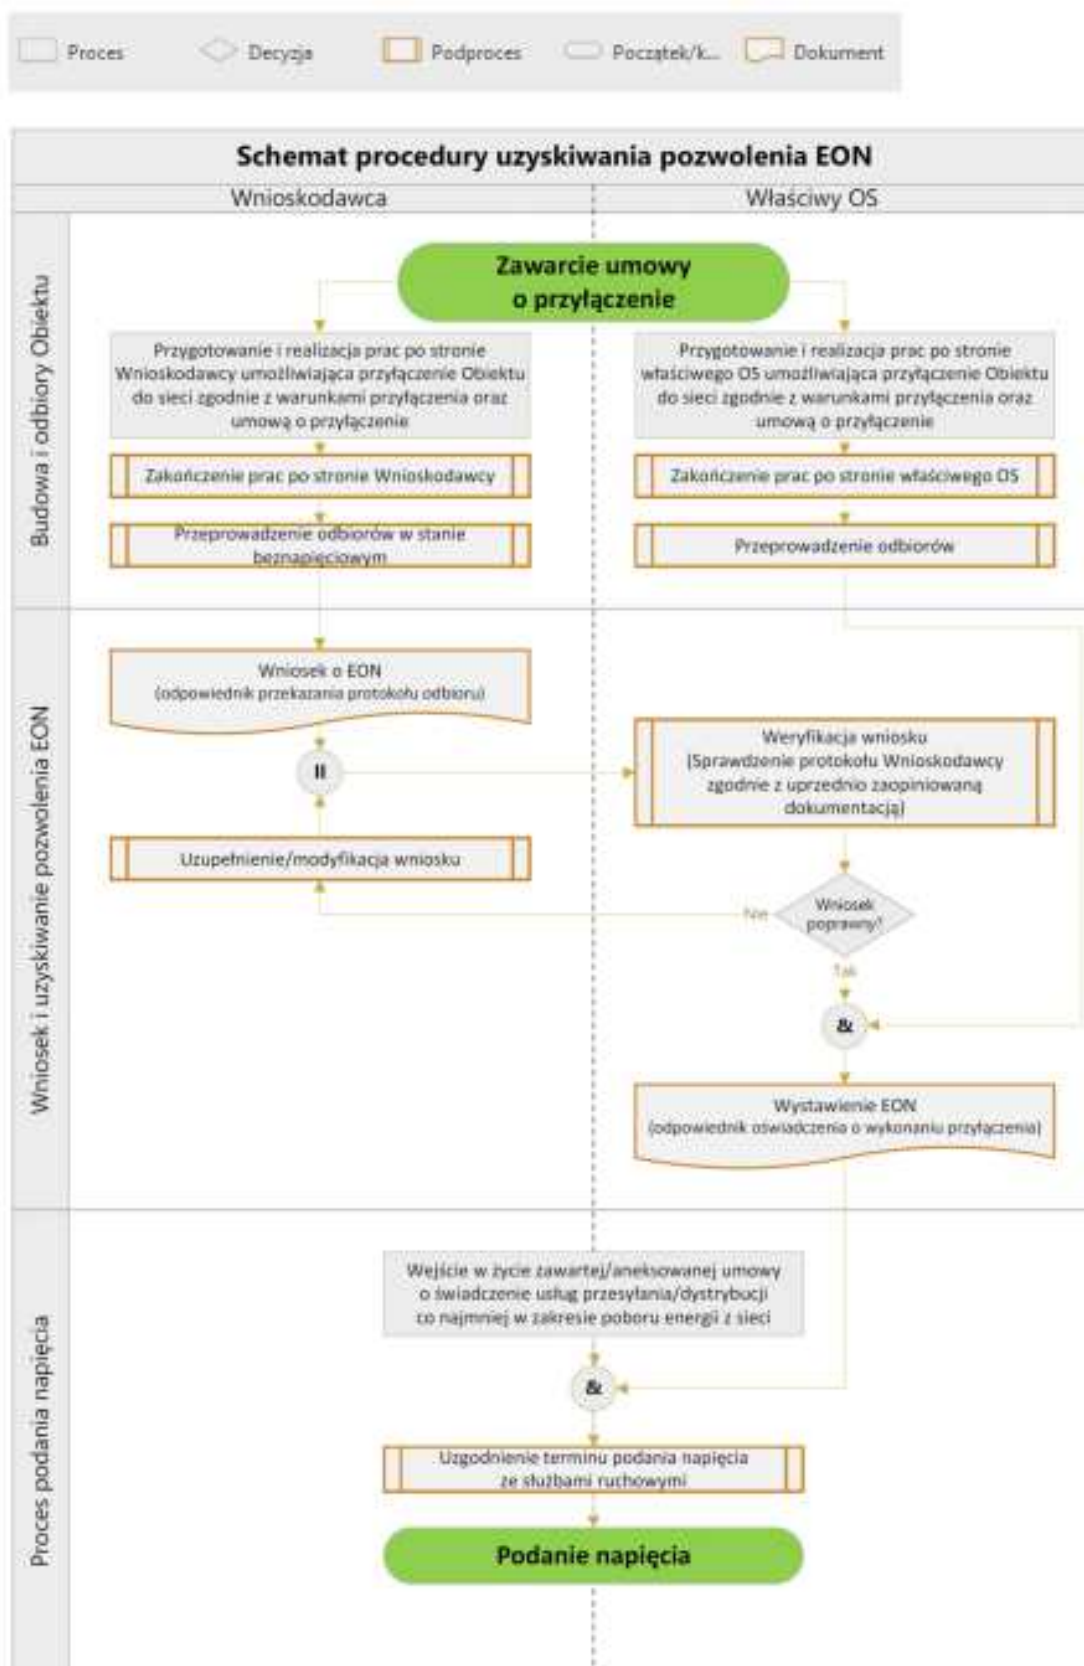 Proces
Decyzja
Podproces
Początek/k...
Dokument
Schemat procedury uzyskiwania pozwolenia EON
Wnioskodawca
Właściwy OS
Budowa i odbiory Obiektu
Zawarcie umowy
o przyłączenie
Przygotowanie i realizacja prac po stronie
Wnioskodawcy umożliwiająca przyłączenie Obiektu
do sieci zgodnie z warunkami przyłączenia oraz
umową o przyłączenie
Przygotowanie i realizacja prac po stronie
właściwego OS umożliwiająca przyłączenie Obiektu
do sieci zgodnie z warunkami przyłączenia oraz
umową o przyłączenie
Zakończenie prac po stronie Wnioskodawcy
Zakończenie prac po stronie właściwego OS
Przeprowadzenie odbiorów w stanie
beznapięciowym
Przeprowadzenie odbiorów
Wniosek i uzyskiwanie pozwolenia EON
Wniosek o EON
(odpowiednik przekazania protokołu odbioru)
II
Weryfikacja wniosku
(Sprawdzenie protokołu Wnioskodawcy
zgodnie z uprzednio zaopiniowaną
dokumentacją)
Uzupełnienie/modyfikacja wniosku
Nie
Wniosek
poprawny?
Tak
&
Wystawienie EON
(odpowiednik oświadczenia o wykonaniu przyłączenia)
Proces podania napięcia
Wejście w życie zawartej/aneksowanej umowy
o świadczenie usług przesyłania/dystrybucji
co najmniej w zakresie poboru energii z sieci
&
Uzgodnienie terminu podania napięcia
ze służbami ruchowymi
Podanie napięcia